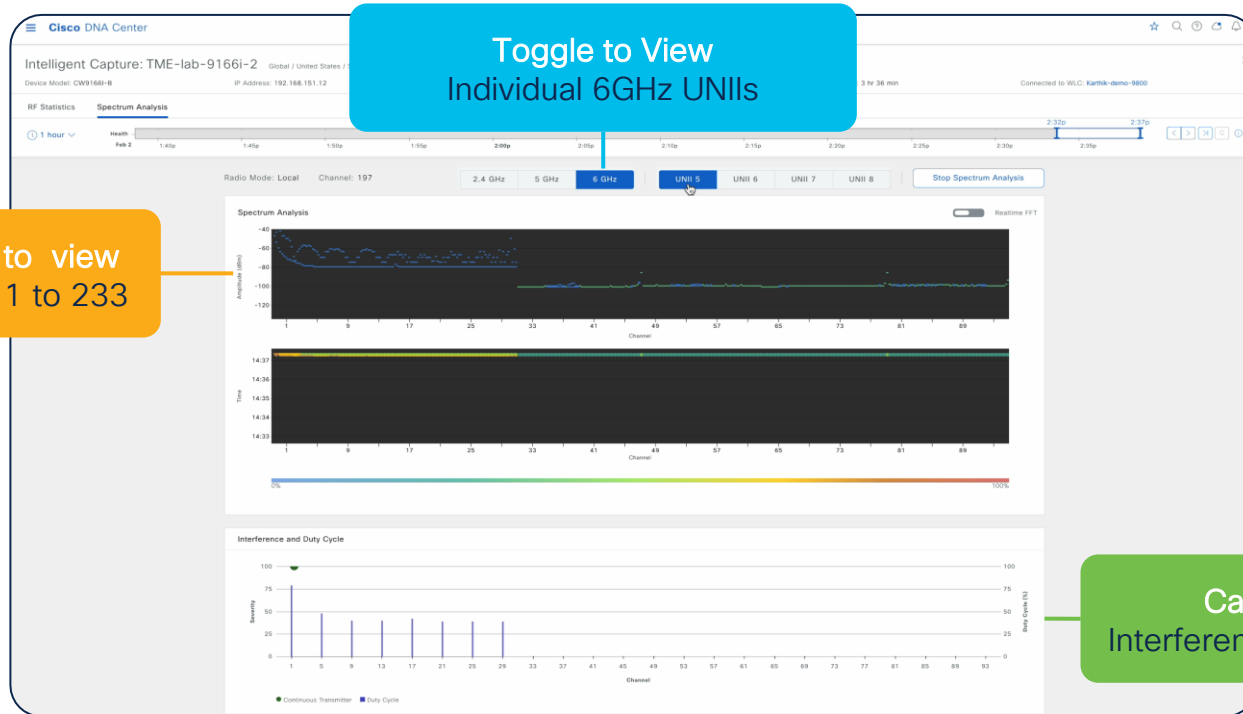 Cisco DNA Center
Toggle to View
Individual 6GHz UNIIs
Intelligent Capture: TME-lab-9166i-2 Global / United States /
Device Model: CW9166I-B IP Address: 192.168.151.12 3 hr 36 min Connected to WLC: Karthik-demo-9800
RF Statistics Spectrum Analysis
1 hour Health
2:32p 2:37p
Feb 2 1:40p 1:45p 1:50p 1:55p 2:00p 2:05p 2:10p 2:15p 2:20p 2:25p 2:30p 2:35p
Radio Mode: Local Channel: 197 2.4 GHz 5 GHz 6 GHz UNII 5 UNII 6 UNII 7 UNII 8 Stop Spectrum Analysis
to view
1 to 233
Spectrum Analysis Realtime FFT
Amplitude (dBm)
-40
-60
-80
-100
-120
1 9 17 25 33 41 49 57 65 73 81 89
Channel
Time
14:37
14:36
14:35
14:34
14:33
1 9 17 25 33 41 49 57 65 73 81 89
Channel
0% 100%
Interference and Duty Cycle
Severity
100 100
75 75
50 50
25 25
0 0
Duty Cycle (%)
1 5 9 13 17 21 25 29 33 37 41 45 49 53 57 61 65 69 73 77 81 85 89 93
Channel
Continuous Transmitter Duty Cycle
Ca
Interferen